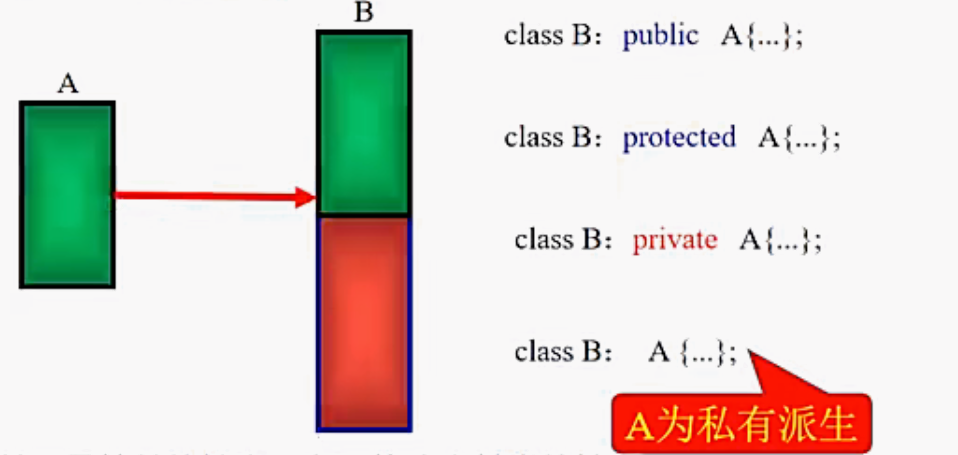 A
B
class B：public A{...};
class B：protected A{...};
class B：private A{...};
class B： A {...};
A为私有派生